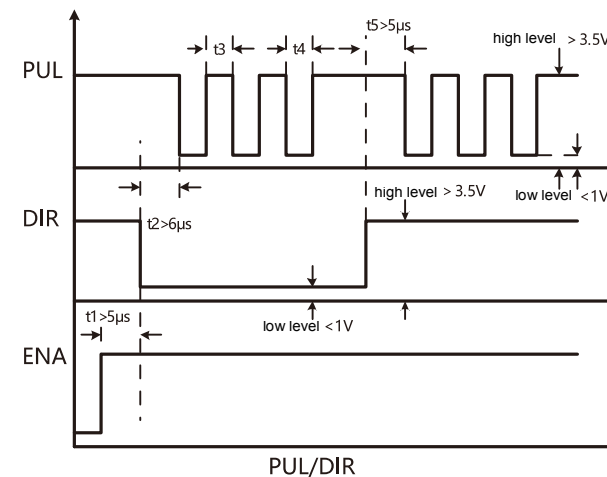 t3
t4
t5>5μs
high level >3.5V
PUL
low level <1V
high level >3.5V
DIR
t2>6μs
t1>5μs
low level <1V
ENA
PUL/DIR